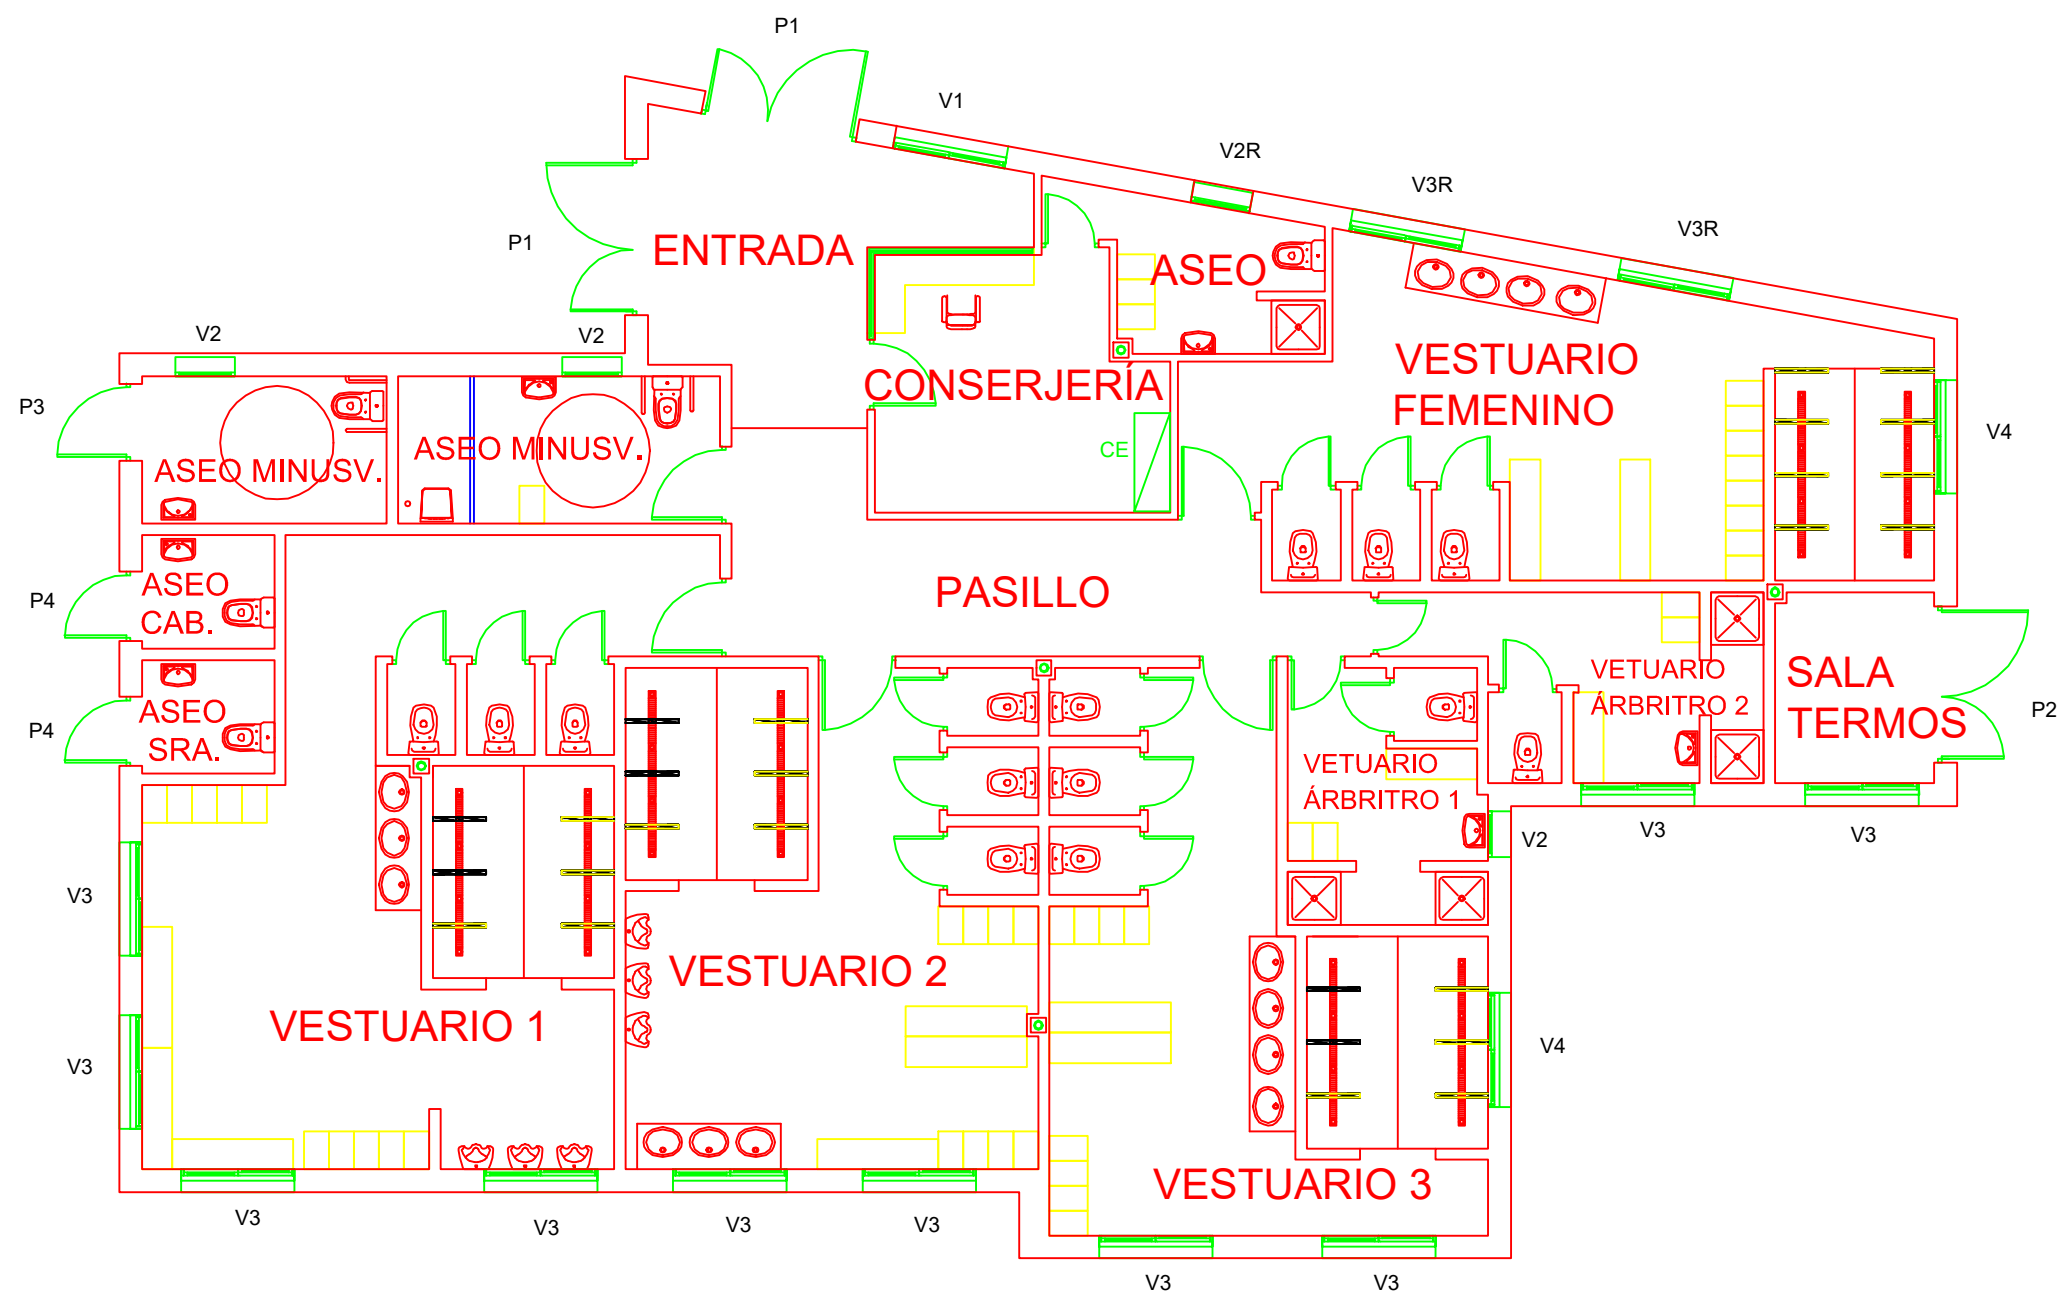 P1
V1
V2R
V3R
V3R
P1
ENTRADA
ASEO
V2
V2
VESTUARIO
FEMENINO
CONSERJERÍA
P3
V4
CE
ASEO MINUSV.
ASEO MINUSV.
P4
ASEO
CAB.
PASILLO
VETUARIO
ÁRBRITRO 2
SALA
TERMOS
P2
P4
ASEO
SRA.
VETUARIO
ÁRBRITRO 1
V2
V3
V3
V3
VESTUARIO 2
VESTUARIO 1
V4
V3
VESTUARIO 3
V3
V3
V3
V3
V3
V3